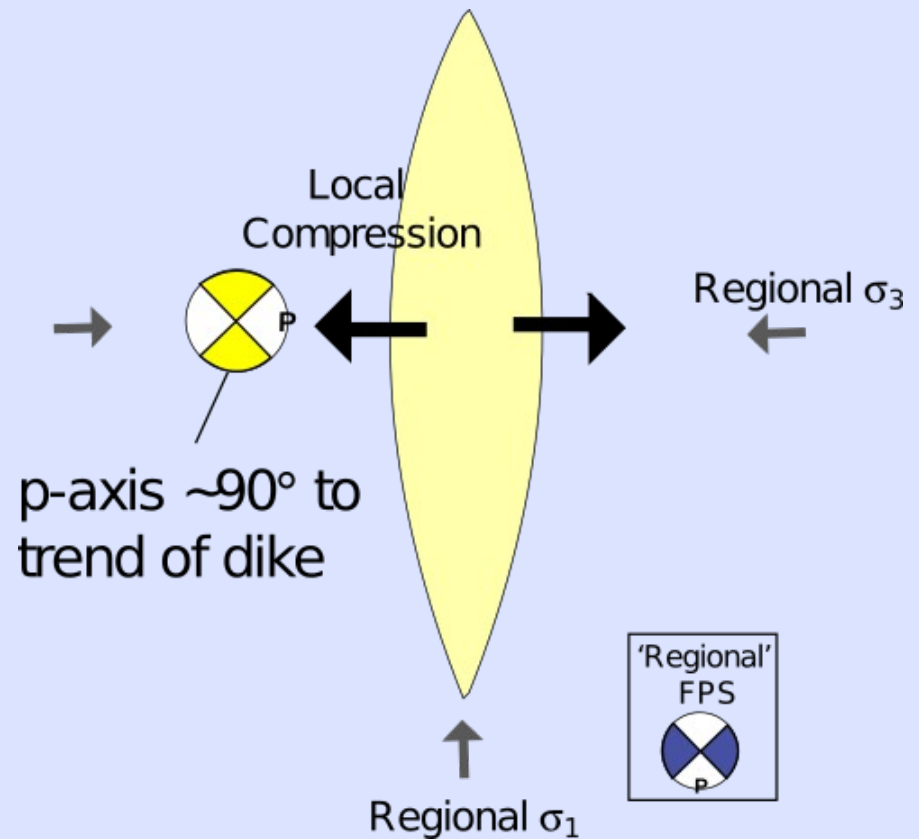 Local
Compression
Regional σ₃
P
p-axis ~90° to
trend of dike
'Regional'
FPS
P
Regional σ₁